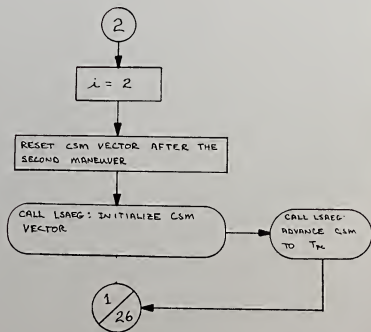 2
i = 2
RESET CSM VECTOR AFTER THE
SECOND MANEUVER
CALL LSAEG: INITIALIZE CSM
VECTOR
CALL LSAEG:
ADVANCE CSM
TO TPC
1
26